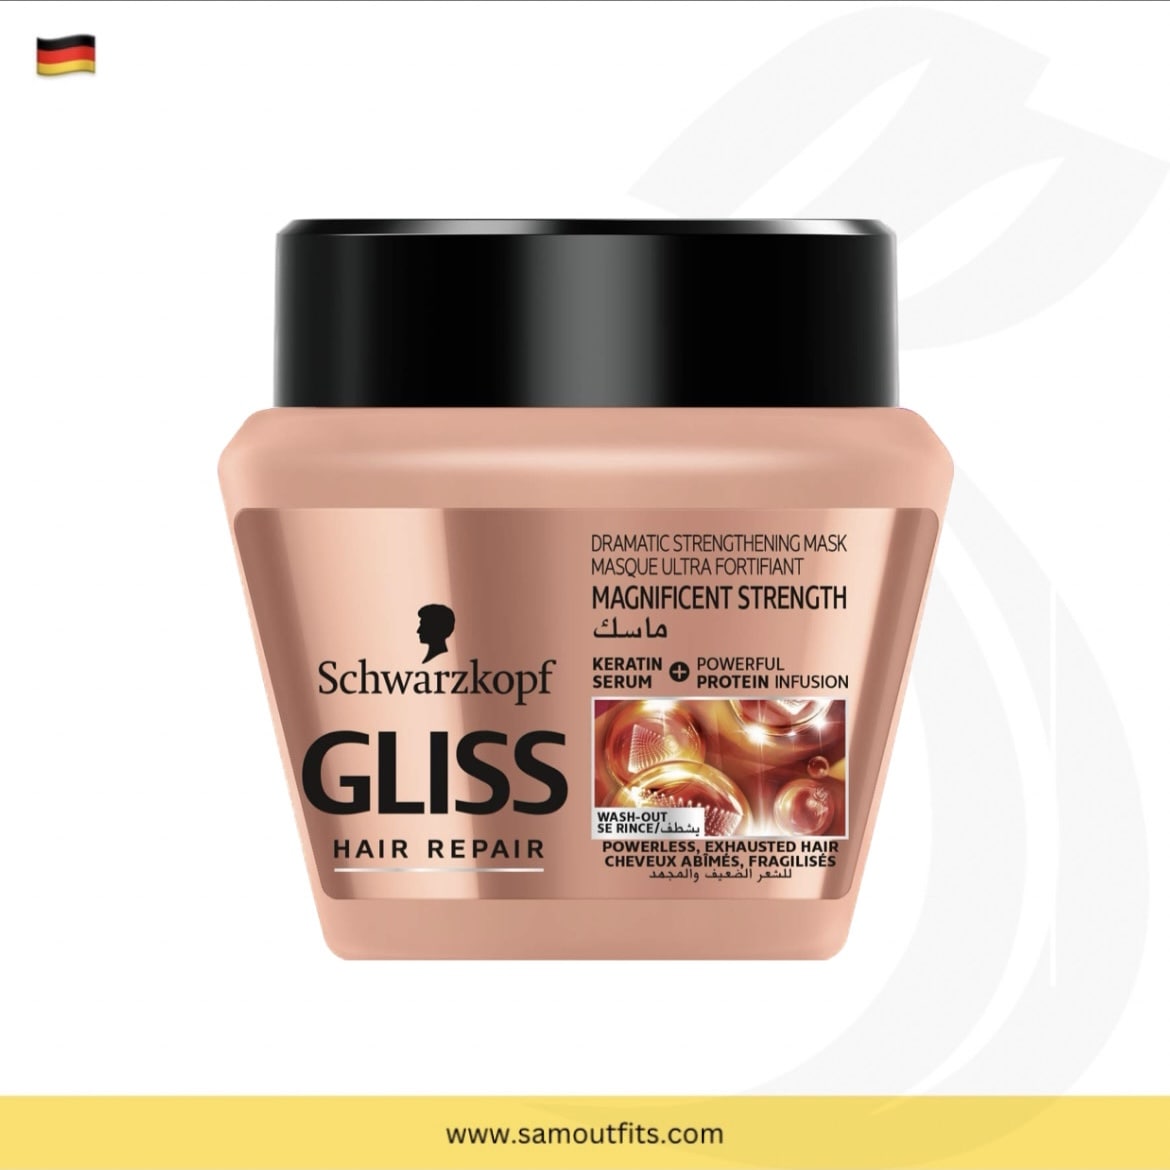 Schwarzkopf
GLISS
HAIR REPAIR
DRAMATIC STRENGTHENING MASK
MASQUE ULTRA FORTIFIANT
MAGNIFICENT STRENGTH
ماسك
KERATIN SERUM + POWERFUL PROTEIN INFUSION
WASH-OUT
SE RINCE/يشطف
POWERLESS, EXHAUSTED HAIR
CHEVEUX ABÎMÉS, FRAGILISÉS
للشعر الضعيف والمجهد
www.samoutfits.com